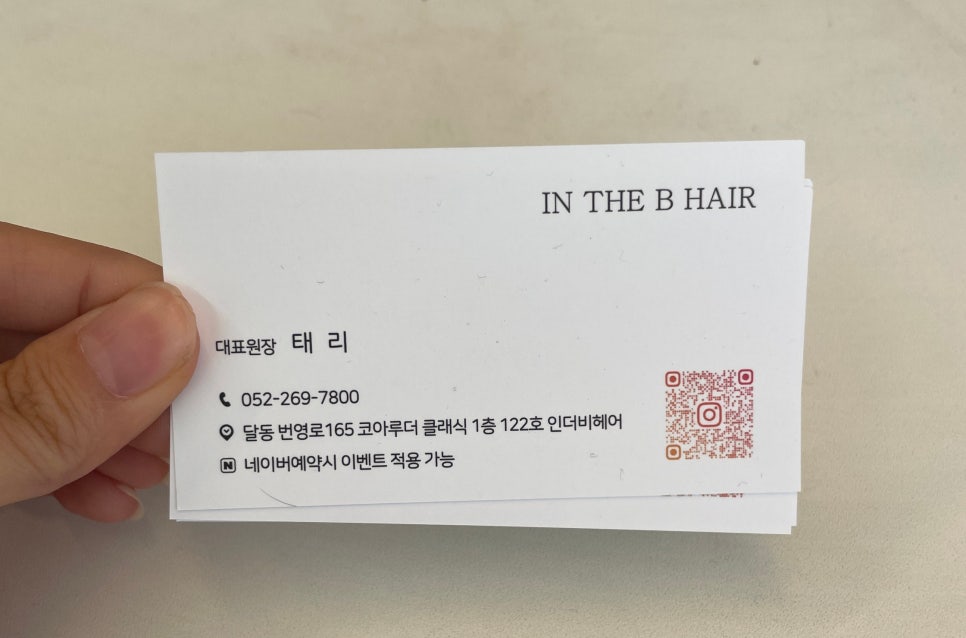 IN THE B HAIR
대표원장 태 리
052-269-7800
달동 번영로165 코아루더 클래식 1층 122호 인더비헤어
N 네이버예약시 이벤트 적용 가능